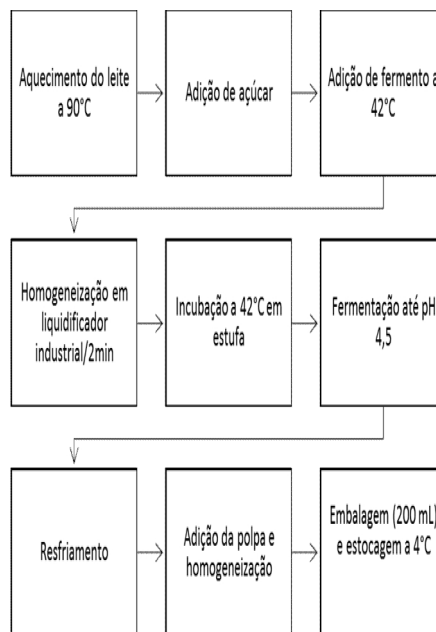 Aquecimento do leite
a 90°C
Adição de açúcar
Adição de fermento a
42°C
Homogeneização em
liquidificador
industrial/2min
Incubação a 42°C em
estufa
Fermentação até pH
4,5
Resfriamento
Adição da polpa e
homogeneização
Embalagem (200 mL)
e estocagem a 4°C